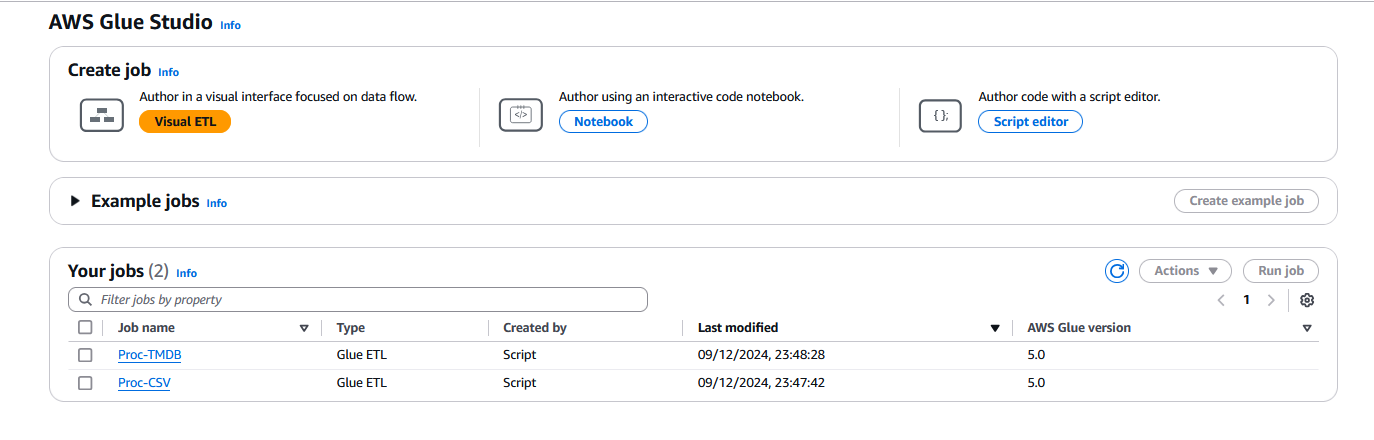 AWS Glue Studio Info
Create job Info
Author in a visual interface focused on data flow.
Visual ETL
Author using an interactive code notebook.
</>
Notebook
Author code with a script editor.
{ };
Script editor
Example jobs Info
Create example job
Your jobs (2) Info
Actions
Run job
Filter jobs by property
1
Job name Type Created by Last modified AWS Glue version
Proc-TMDB Glue ETL Script 09/12/2024, 23:48:28 5.0
Proc-CSV Glue ETL Script 09/12/2024, 23:47:42 5.0